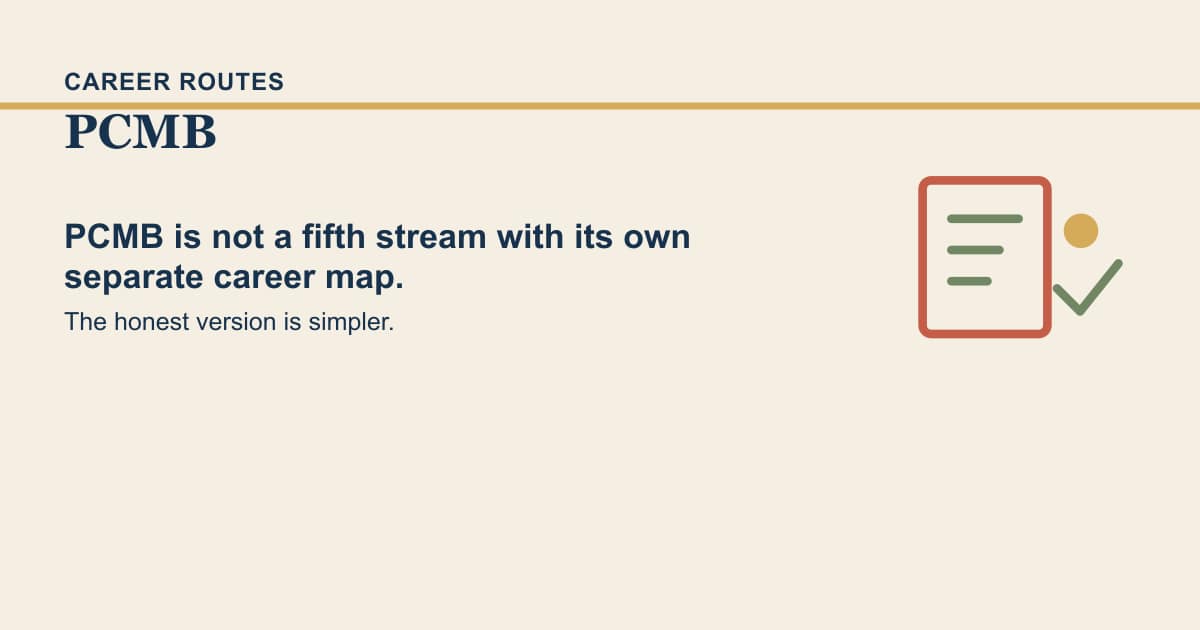 CAREER ROUTES
PCMB
PCMB is not a fifth stream with its own
separate career map.
The honest version is simpler.